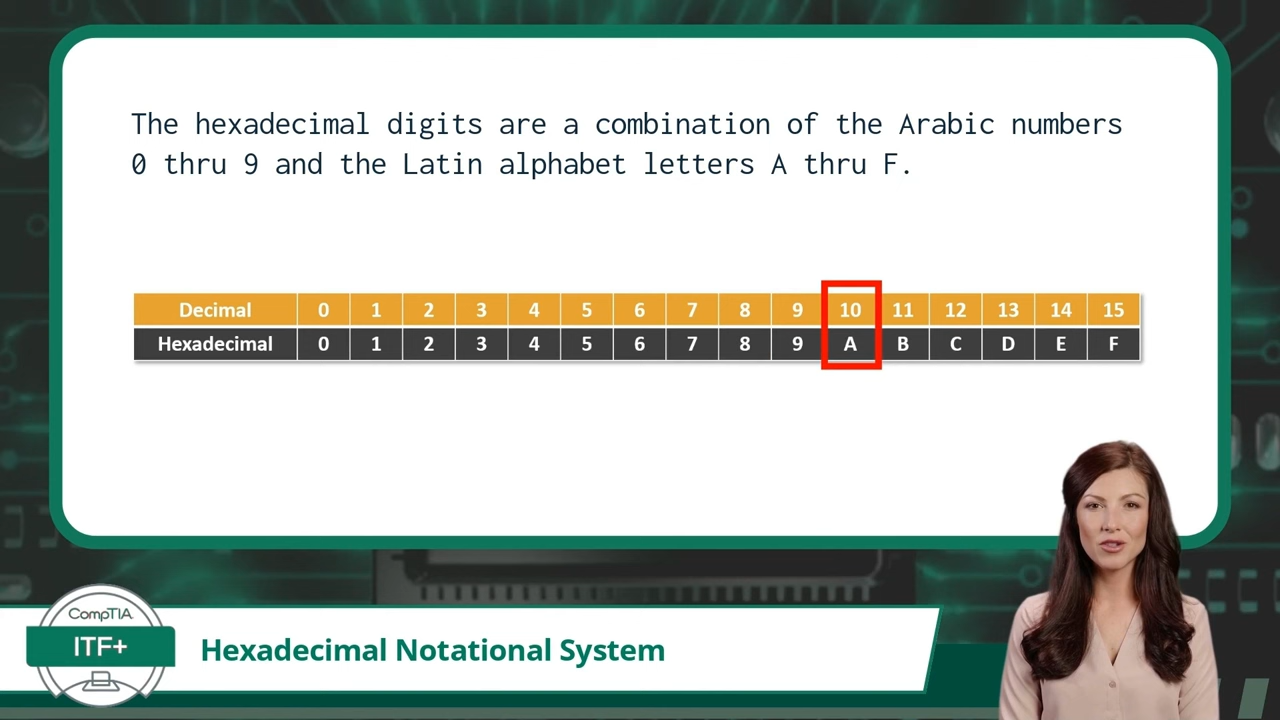 The hexadecimal digits are a combination of the Arabic numbers
0 thru 9 and the Latin alphabet letters A thru F.
Decimal 0 1 2 3 4 5 6 7 8 9 10 11 12 13 14 15
Hexadecimal 0 1 2 3 4 5 6 7 8 9 A B C D E F
CompTIA.
ITF+
Hexadecimal Notational System